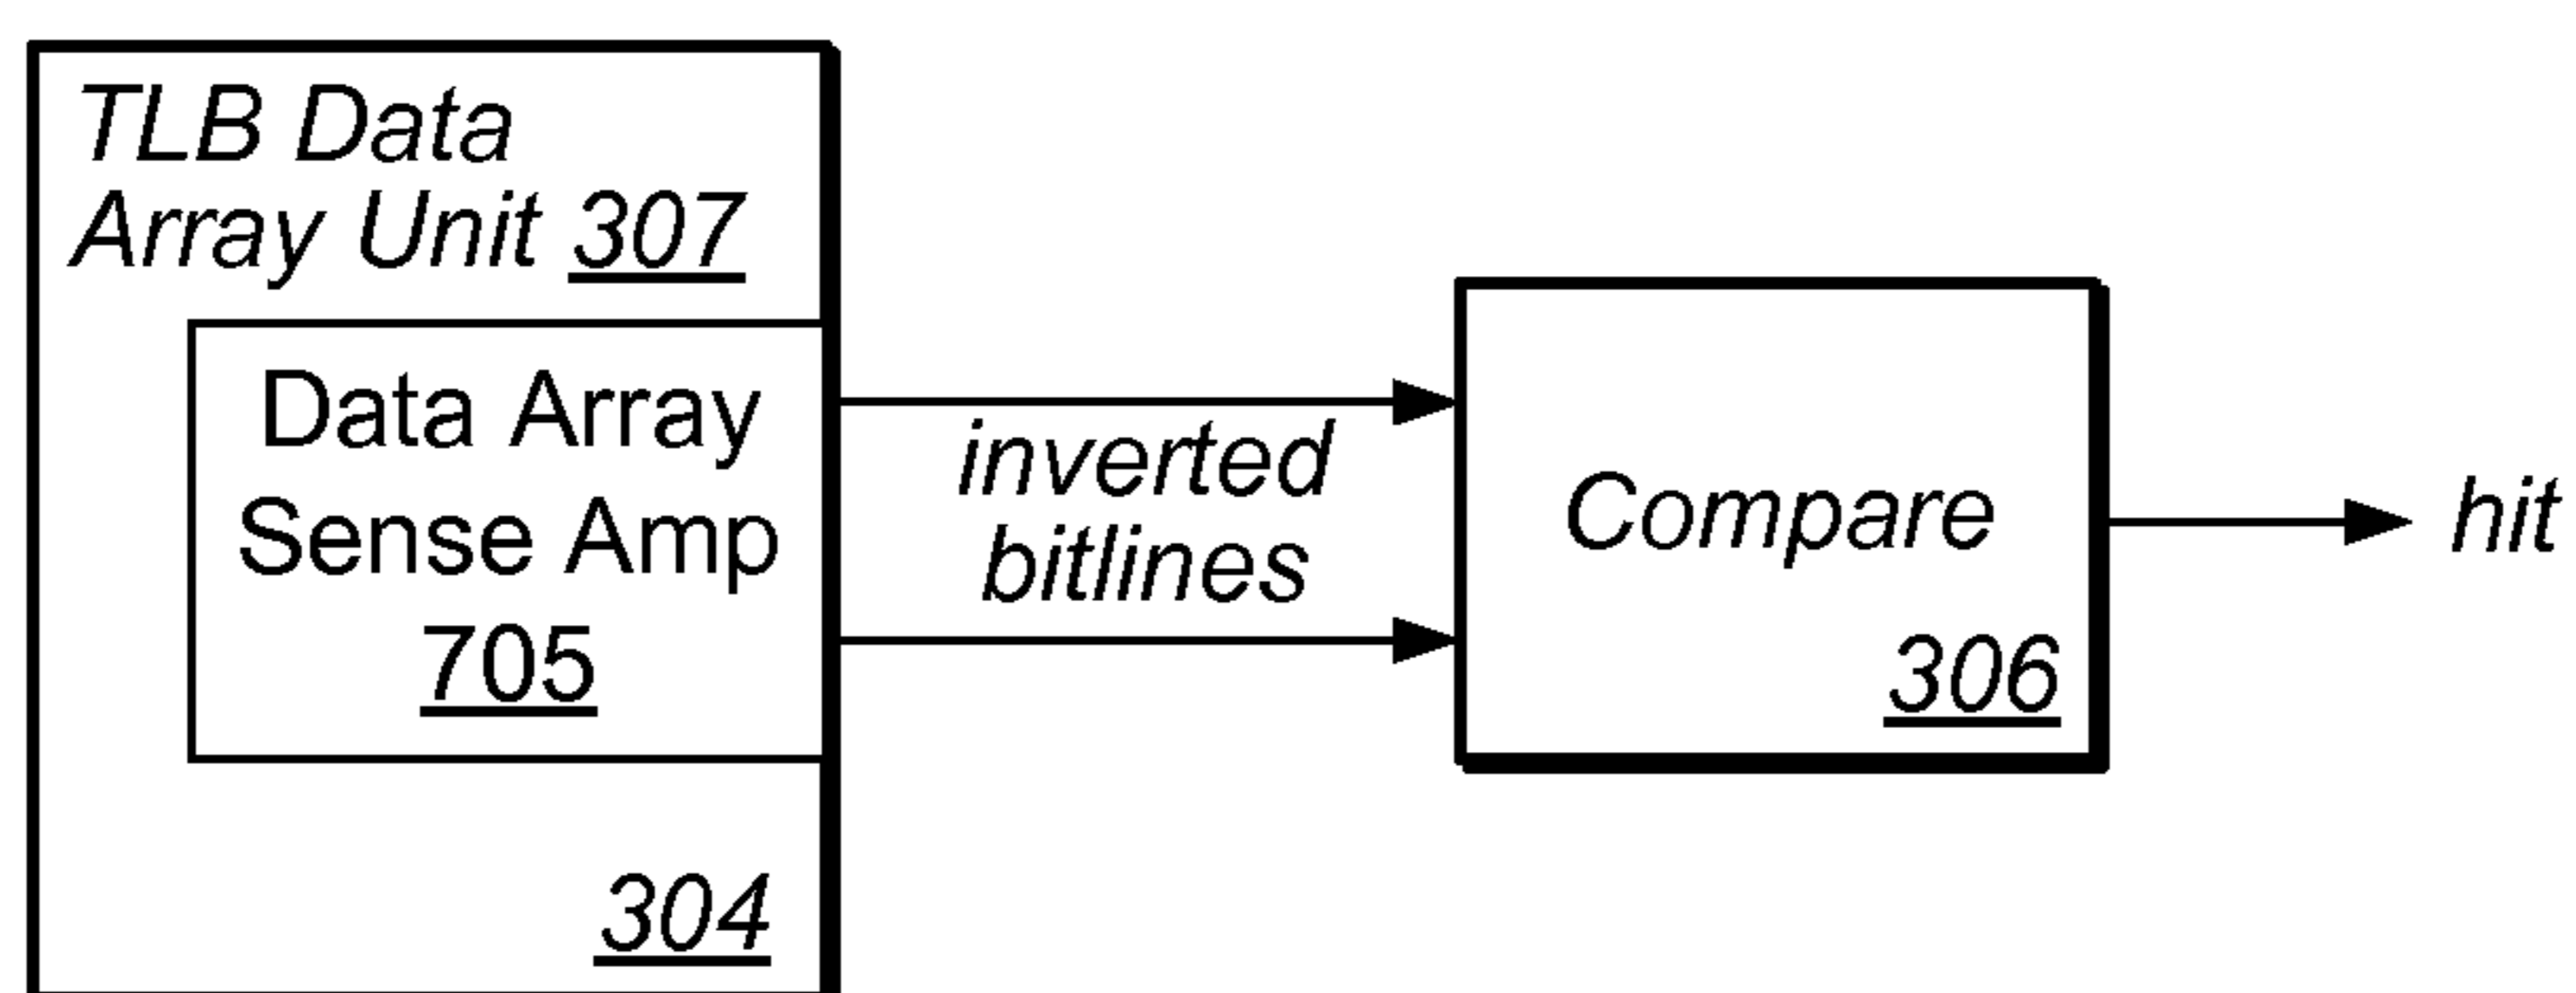 TLB Data
Array Unit 307
Data Array
Sense Amp
705
304
inverted
bitlines
Compare
306
hit